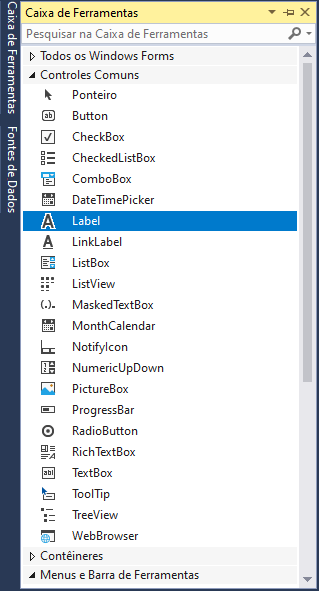 Caixa de Ferramentas
Fontes de Dados
Caixa de Ferramentas
Pesquisar na Caixa de Ferramentas
Todos os Windows Forms
Controles Comuns
Ponteiro
Button
CheckBox
CheckedListBox
ComboBox
DateTimePicker
Label
LinkLabel
ListBox
ListView
MaskedTextBox
MonthCalendar
NotifyIcon
NumericUpDown
PictureBox
ProgressBar
RadioButton
RichTextBox
TextBox
ToolTip
TreeView
WebBrowser
Contêineres
Menus e Barra de Ferramentas